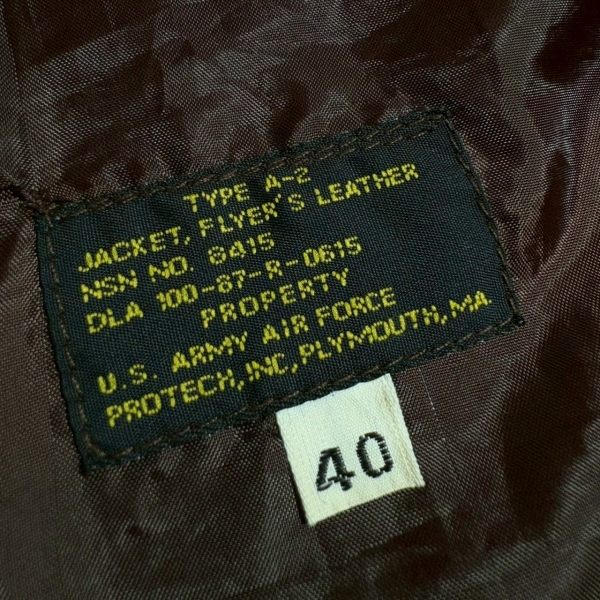 TYPE A-2
JACKET, FLYER'S LEATHER
NSN NO. 8415
DLA 100-87-R-0615
PROPERTY
U.S. ARMY AIR FORCE
PROTECH,INC,PLYMOUTH,MA
40